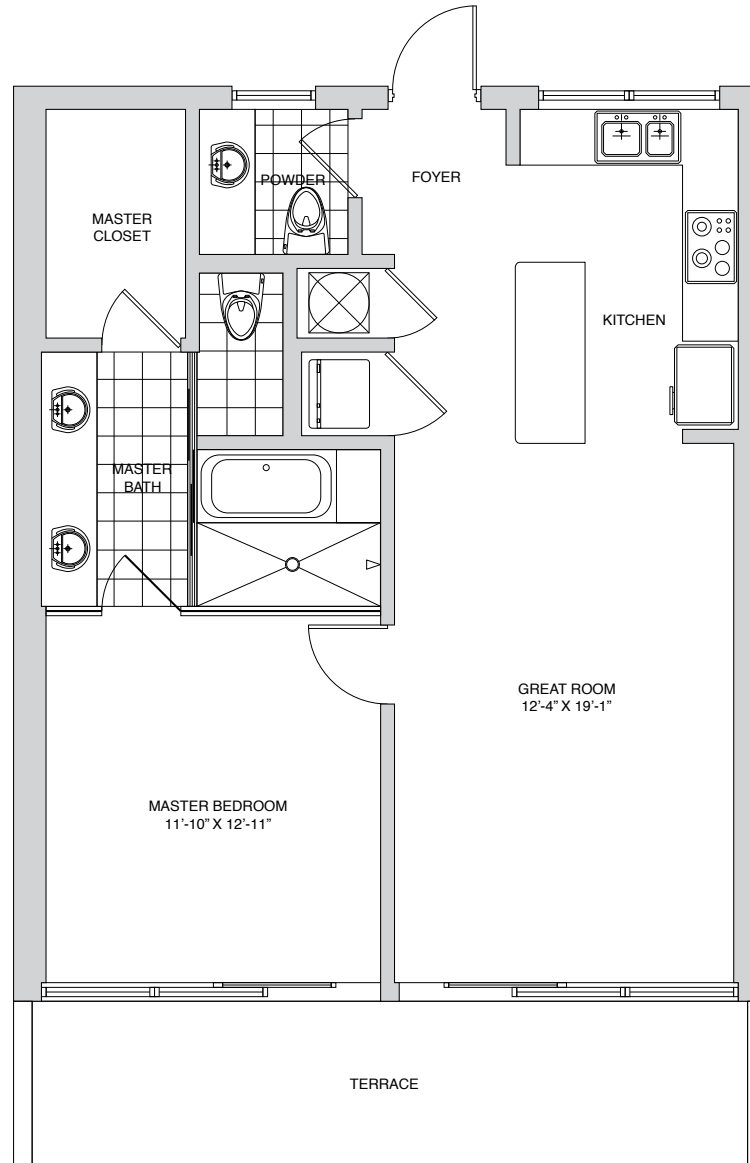 POWDER
FOYER
MASTER
CLOSET
KITCHEN
MASTER
BATH
GREAT ROOM
12’-4” X 19’-1”
MASTER BEDROOM
11’-10” X 12’-11”
TERRACE